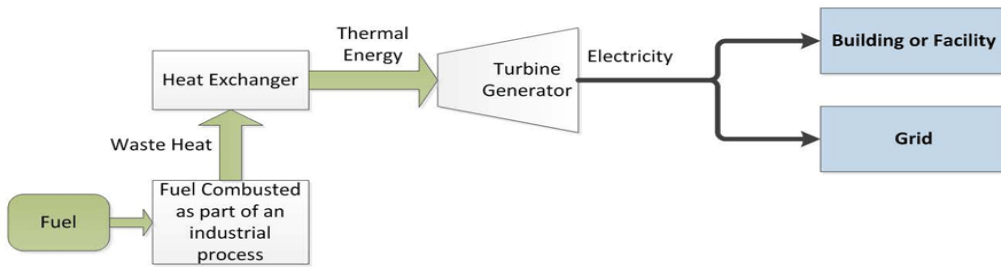 Thermal
Energy
Heat Exchanger
Turbine
Generator
Electricity
Building or Facility
Grid
Waste Heat
Fuel
Fuel Combusted
as part of an
industrial
process